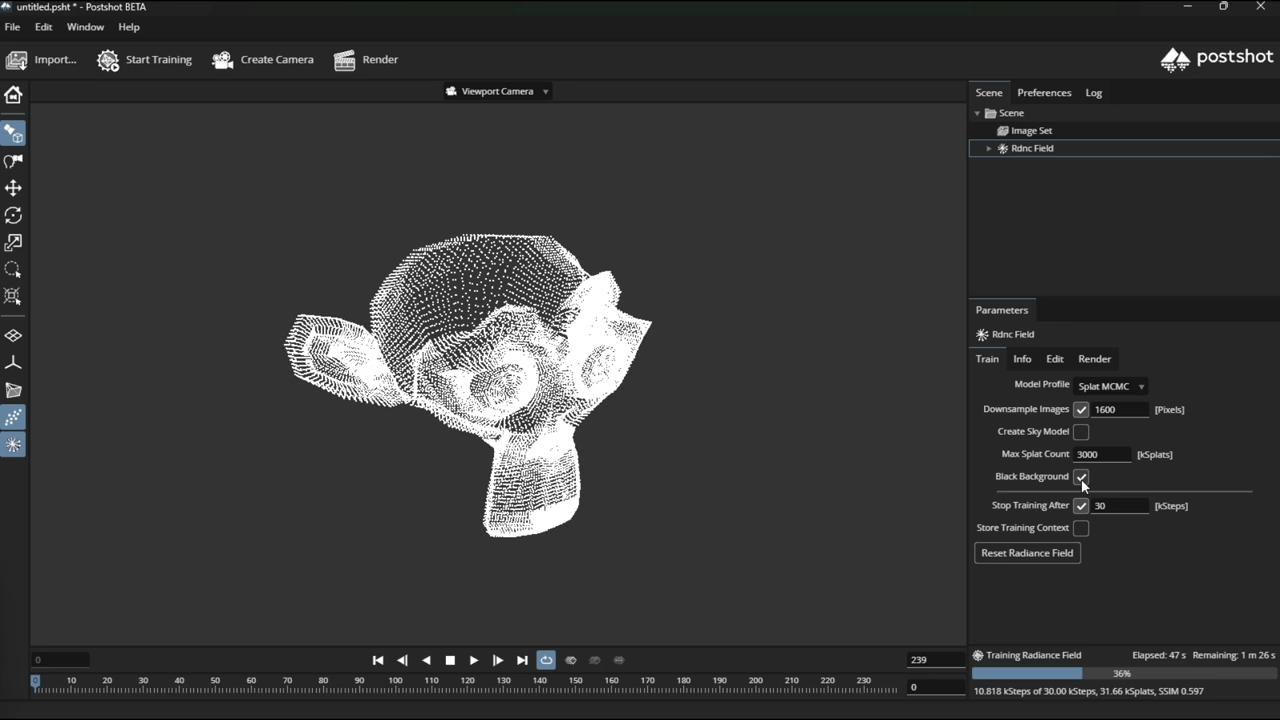 untitled.psht * - Postshot BETA
File Edit Window Help
Import... Start Training Create Camera Render postshot
Viewport Camera
Scene Preferences Log
Scene
Image Set
Rdnc Field
Parameters
Rdnc Field
Train Info Edit Render
Model Profile Splat MCMC
Downsample Images 1600 [Pixels]
Create Sky Model
Max Splat Count 3000 [kSplats]
Black Background
Stop Training After 30 [kSteps]
Store Training Context
Reset Radiance Field
0 239
0 10 20 30 40 50 60 70 80 90 100 110 120 130 140 150 160 170 180 190 200 210 220 230 0
Training Radiance Field Elapsed: 47 s Remaining: 1 m 26 s
36%
10.818 kSteps of 30.00 kSteps, 31.66 kSplats, SSIM 0.597